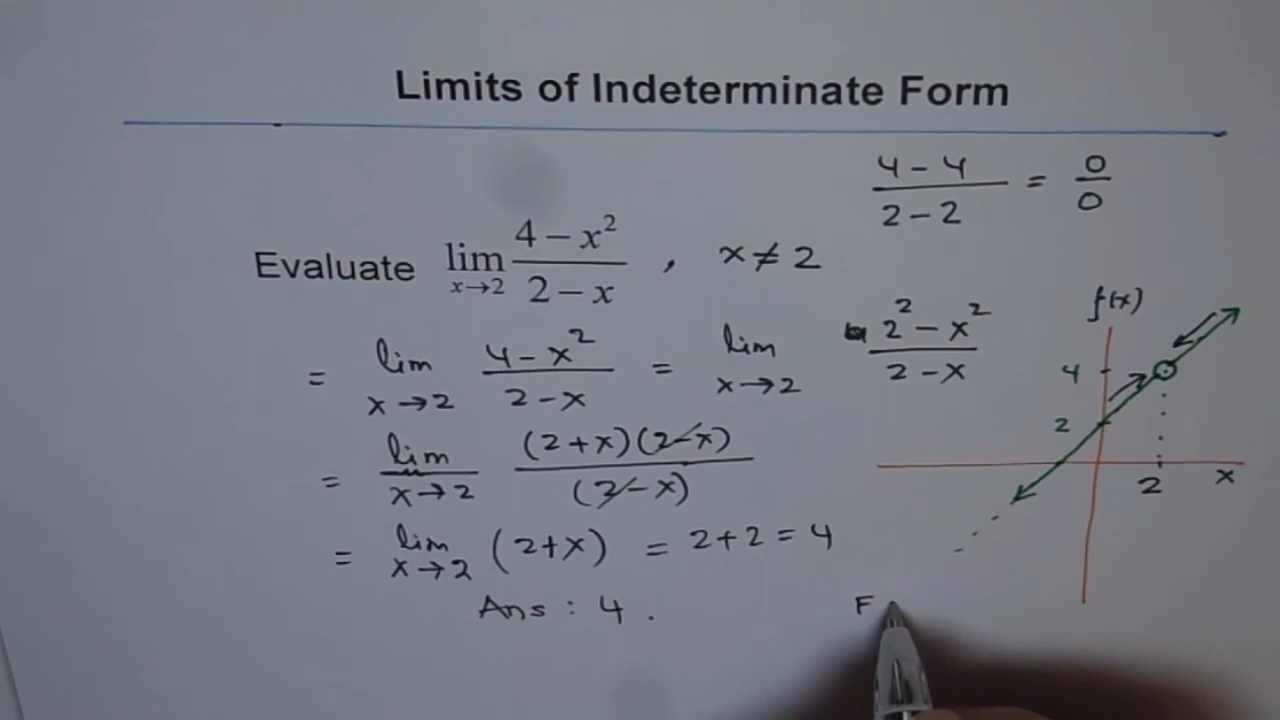 Limits of Indeterminate Form
4 - 4 / 2 - 2 = 0 / 0
Evaluate lim x→2 4 − x² / 2 − x , x ≠ 2
= lim x→2 4 - x² / 2 - x = lim x→2 2² - x² / 2 - x
= lim x→2 (2 + x)(2 - x) / (2 - x)
= lim x→2 (2 + x) = 2 + 2 = 4
Ans : 4 .
F
f(x)
4
2
2
x